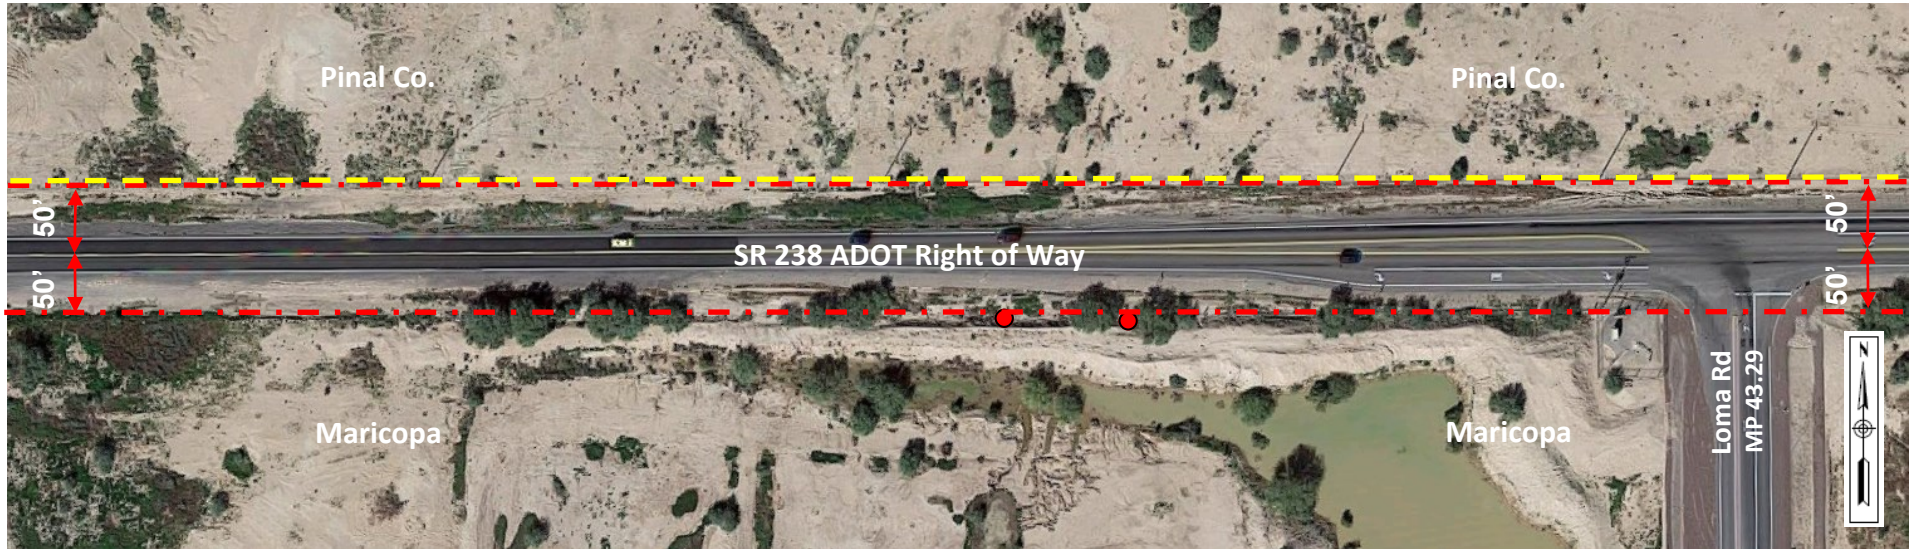 Pinal Co.
Pinal Co.
50'
50'
SR 238 ADOT Right of Way
50'
50'
Maricopa
Maricopa
Loma Rd
MP 43.29
N